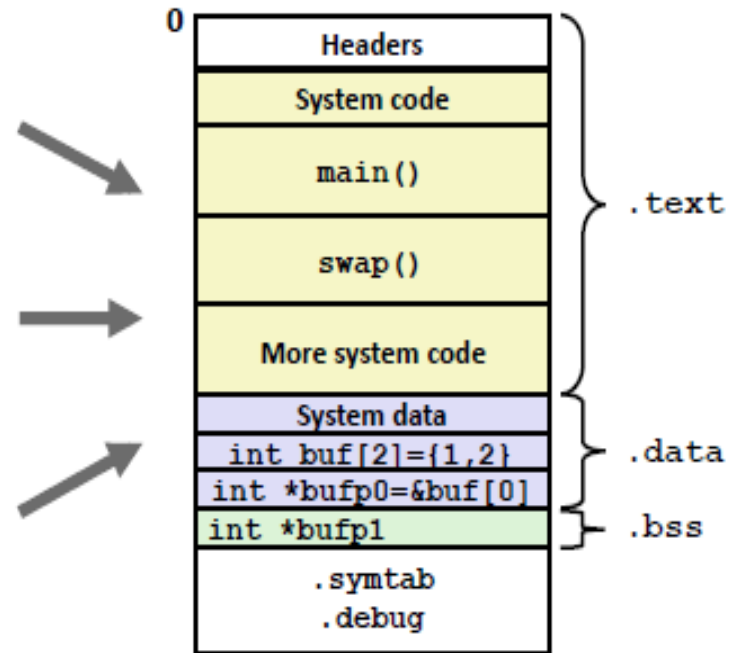 0
Headers
System code
main()
.text
swap()
More system code
System data
int buf[2]={1,2}
.data
int *bufp0=&buf[0]
int *bufp1
.bss
.symtab
.debug